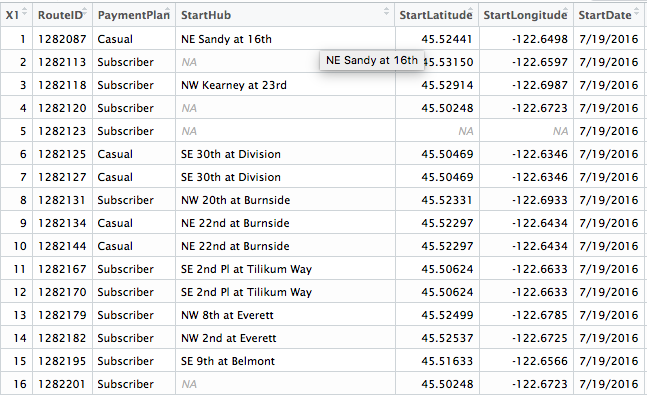 X1 RouteID PaymentPlan StartHub StartLatitude StartLongitude StartDate
1 1282087 Casual NE Sandy at 16th 45.52441 -122.6498 7/19/2016
2 1282113 Subscriber NA NE Sandy at 16th 45.53150 -122.6597 7/19/2016
3 1282118 Subscriber NW Kearney at 23rd 45.52914 -122.6987 7/19/2016
4 1282120 Subscriber NA 45.50248 -122.6723 7/19/2016
5 1282123 Subscriber NA NA NA 7/19/2016
6 1282125 Casual SE 30th at Division 45.50469 -122.6346 7/19/2016
7 1282127 Casual SE 30th at Division 45.50469 -122.6346 7/19/2016
8 1282131 Subscriber NW 20th at Burnside 45.52331 -122.6933 7/19/2016
9 1282134 Casual NE 22nd at Burnside 45.52297 -122.6434 7/19/2016
10 1282144 Casual NE 22nd at Burnside 45.52297 -122.6434 7/19/2016
11 1282167 Subscriber SE 2nd Pl at Tilikum Way 45.50624 -122.6633 7/19/2016
12 1282170 Subscriber SE 2nd Pl at Tilikum Way 45.50624 -122.6633 7/19/2016
13 1282179 Subscriber NW 8th at Everett 45.52499 -122.6785 7/19/2016
14 1282182 Subscriber NW 2nd at Everett 45.52537 -122.6725 7/19/2016
15 1282195 Subscriber SE 9th at Belmont 45.51633 -122.6566 7/19/2016
16 1282201 Subscriber NA 45.50248 -122.6723 7/19/2016